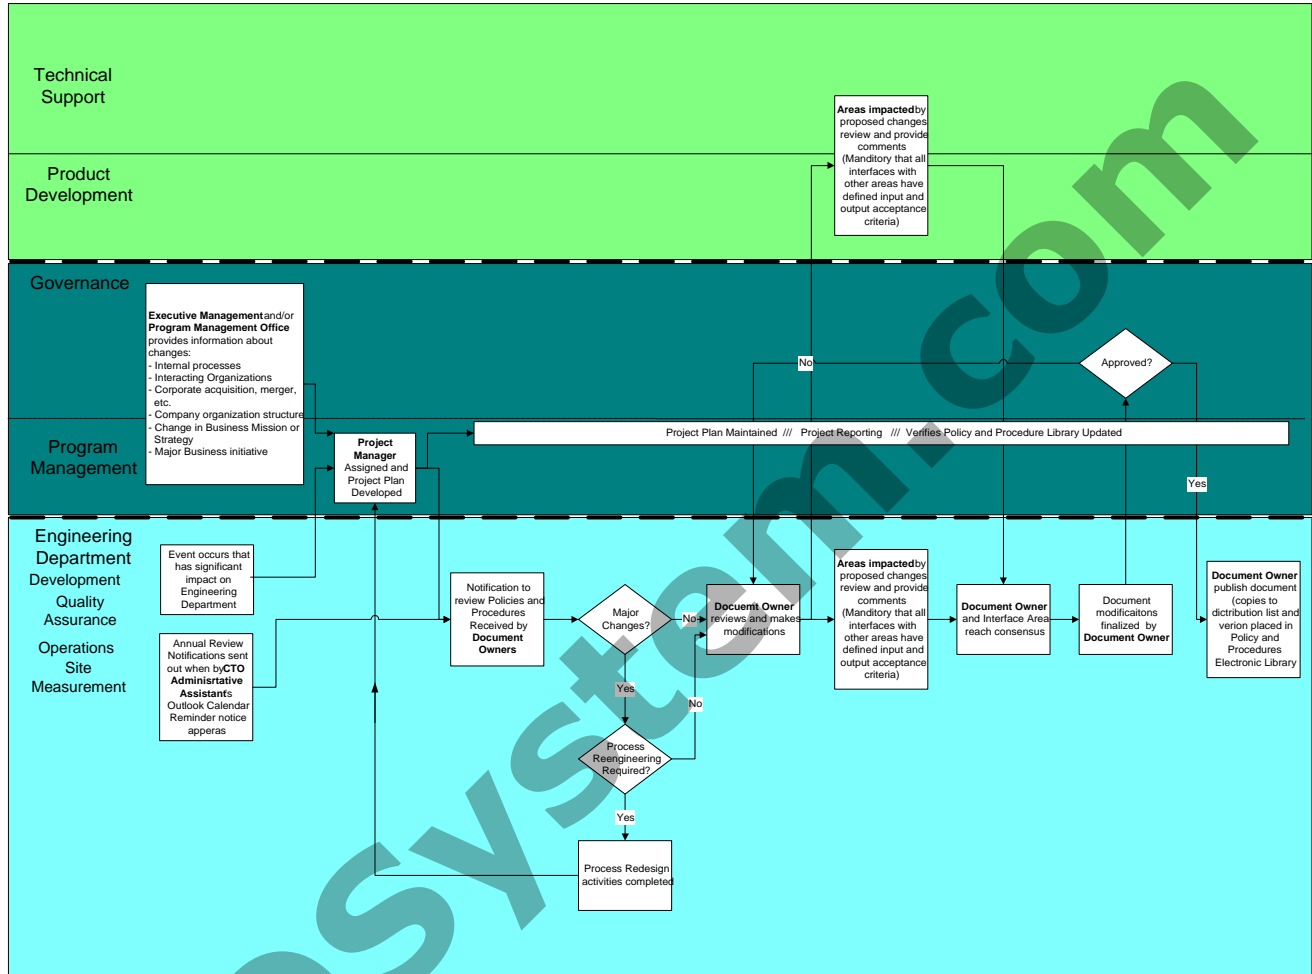 Technical
Support
Areas impacted by
proposed changes
review and provide
comments
(Manditory that all
interfaces with
other areas have
defined input and
output acceptance
criteria)
Product
Development
Governance
Executive Management and/or
Program Management Office
provides information about
changes:
- Internal processes
- Interacting Organizations
- Corporate acquisition, merger,
etc.
- Company organization structure
- Change in Business Mission or
Strategy
- Major Business initiative
No
Approved?
Program
Management
Project
Manager
Assigned and
Project Plan
Developed
Project Plan Maintained /// Project Reporting /// Verifies Policy and Procedure Library Updated
Yes
Engineering
Department
Development
Quality
Assurance
Operations
Site
Measurement
Event occurs that
has significant
impact on
Engineering
Department
Annual Review
Notifications sent
out when by CTO
Adminisrtative
Assistant's
Outlook Calendar
Reminder notice
apperas
Notification to
review Policies and
Procedures
Received by
Document
Owners
Major
Changes?
No
Yes
Process
Reengineering
Required?
No
Yes
Process Redesign
activities completed
Documt Owner
reviews and makes
modifications
Areas impacted by
proposed changes
review and provide
comments
(Manditory that all
interfaces with
other areas have
defined input and
output acceptance
criteria)
Document Owner
and Interface Area
reach consensus
Document
modificaitons
finalized by
Document Owner
Document Owner
publish document
(copies to
dictribution list and
verion placed in
Policy and
Procedures
Electronic Library
osystem.com